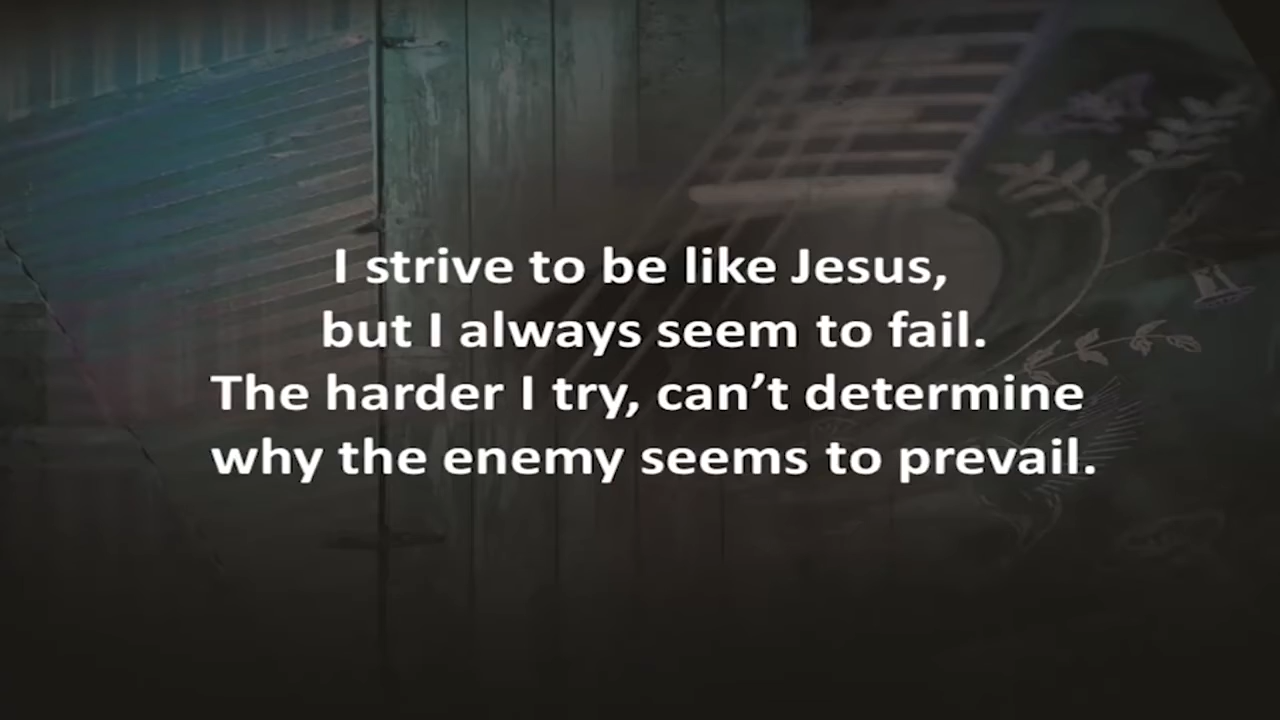 I strive to be like Jesus,
but I always seem to fail.
The harder I try, can’t determine
why the enemy seems to prevail.